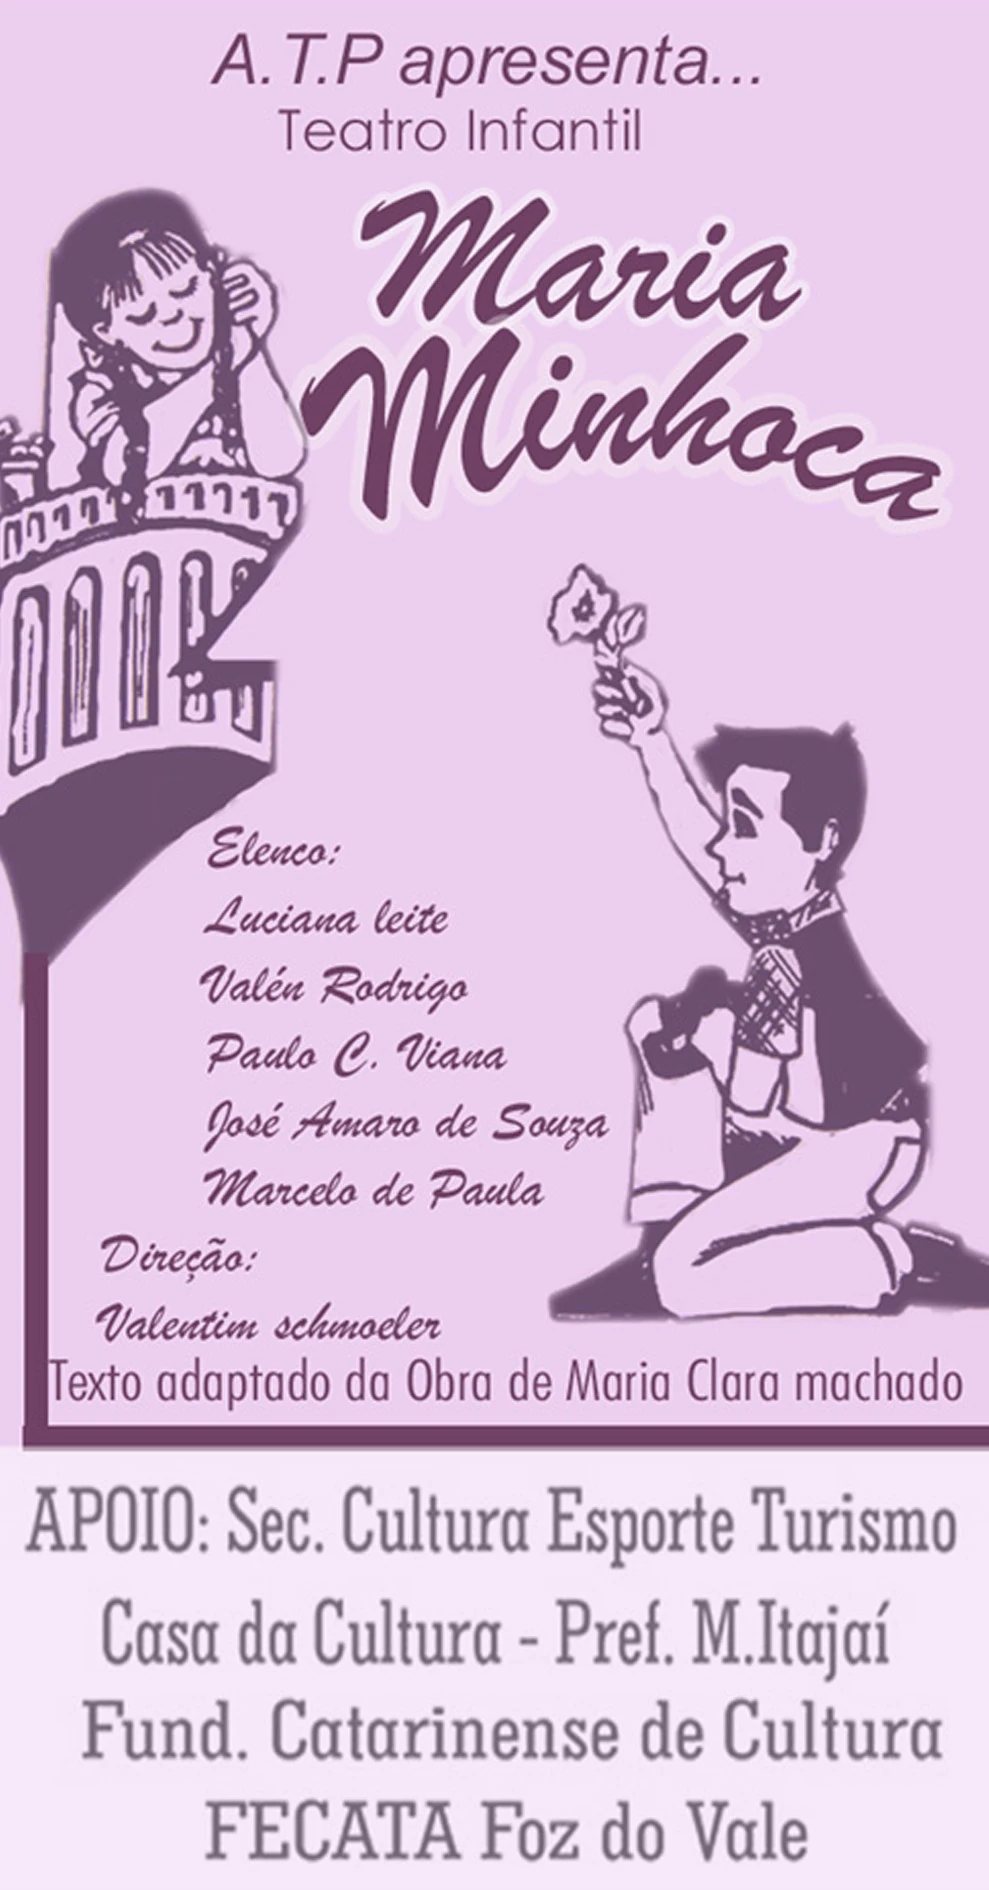 A.T.P apresenta...
Teatro Infantil
Maria
Minhoca
Elenco:
Luciana leite
Valén Rodrigo
Paulo C. Viana
José Amaro de Souza
Marcelo de Paula
Direção:
Valentim schmoeler
Texto adaptado da Obra de Maria Clara machado
APOIO: Sec. Cultura Esporte Turismo
Casa da Cultura - Pref. M.Itajaí
Fund. Catarinense de Cultura
FECATA Foz do Vale